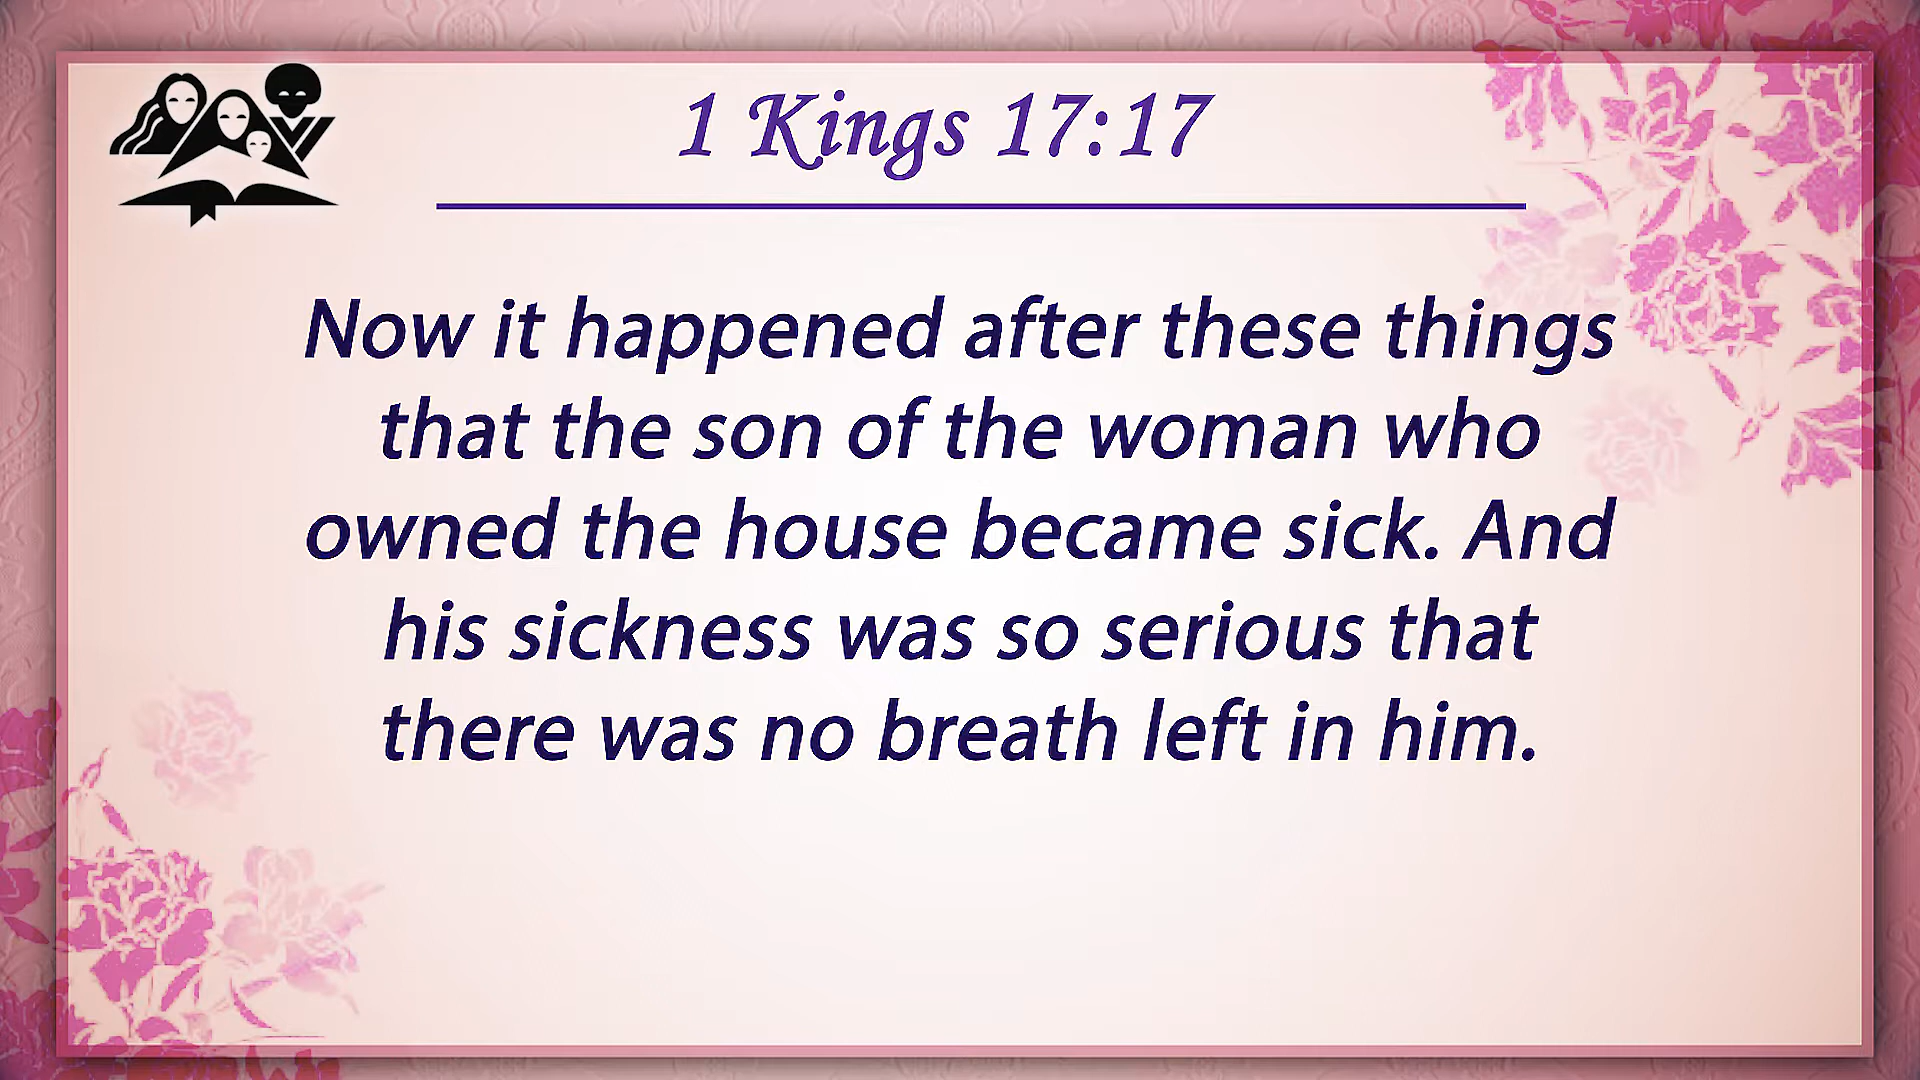 1 Kings 17:17
Now it happened after these things
that the son of the woman who
owned the house became sick. And
his sickness was so serious that
there was no breath left in him.